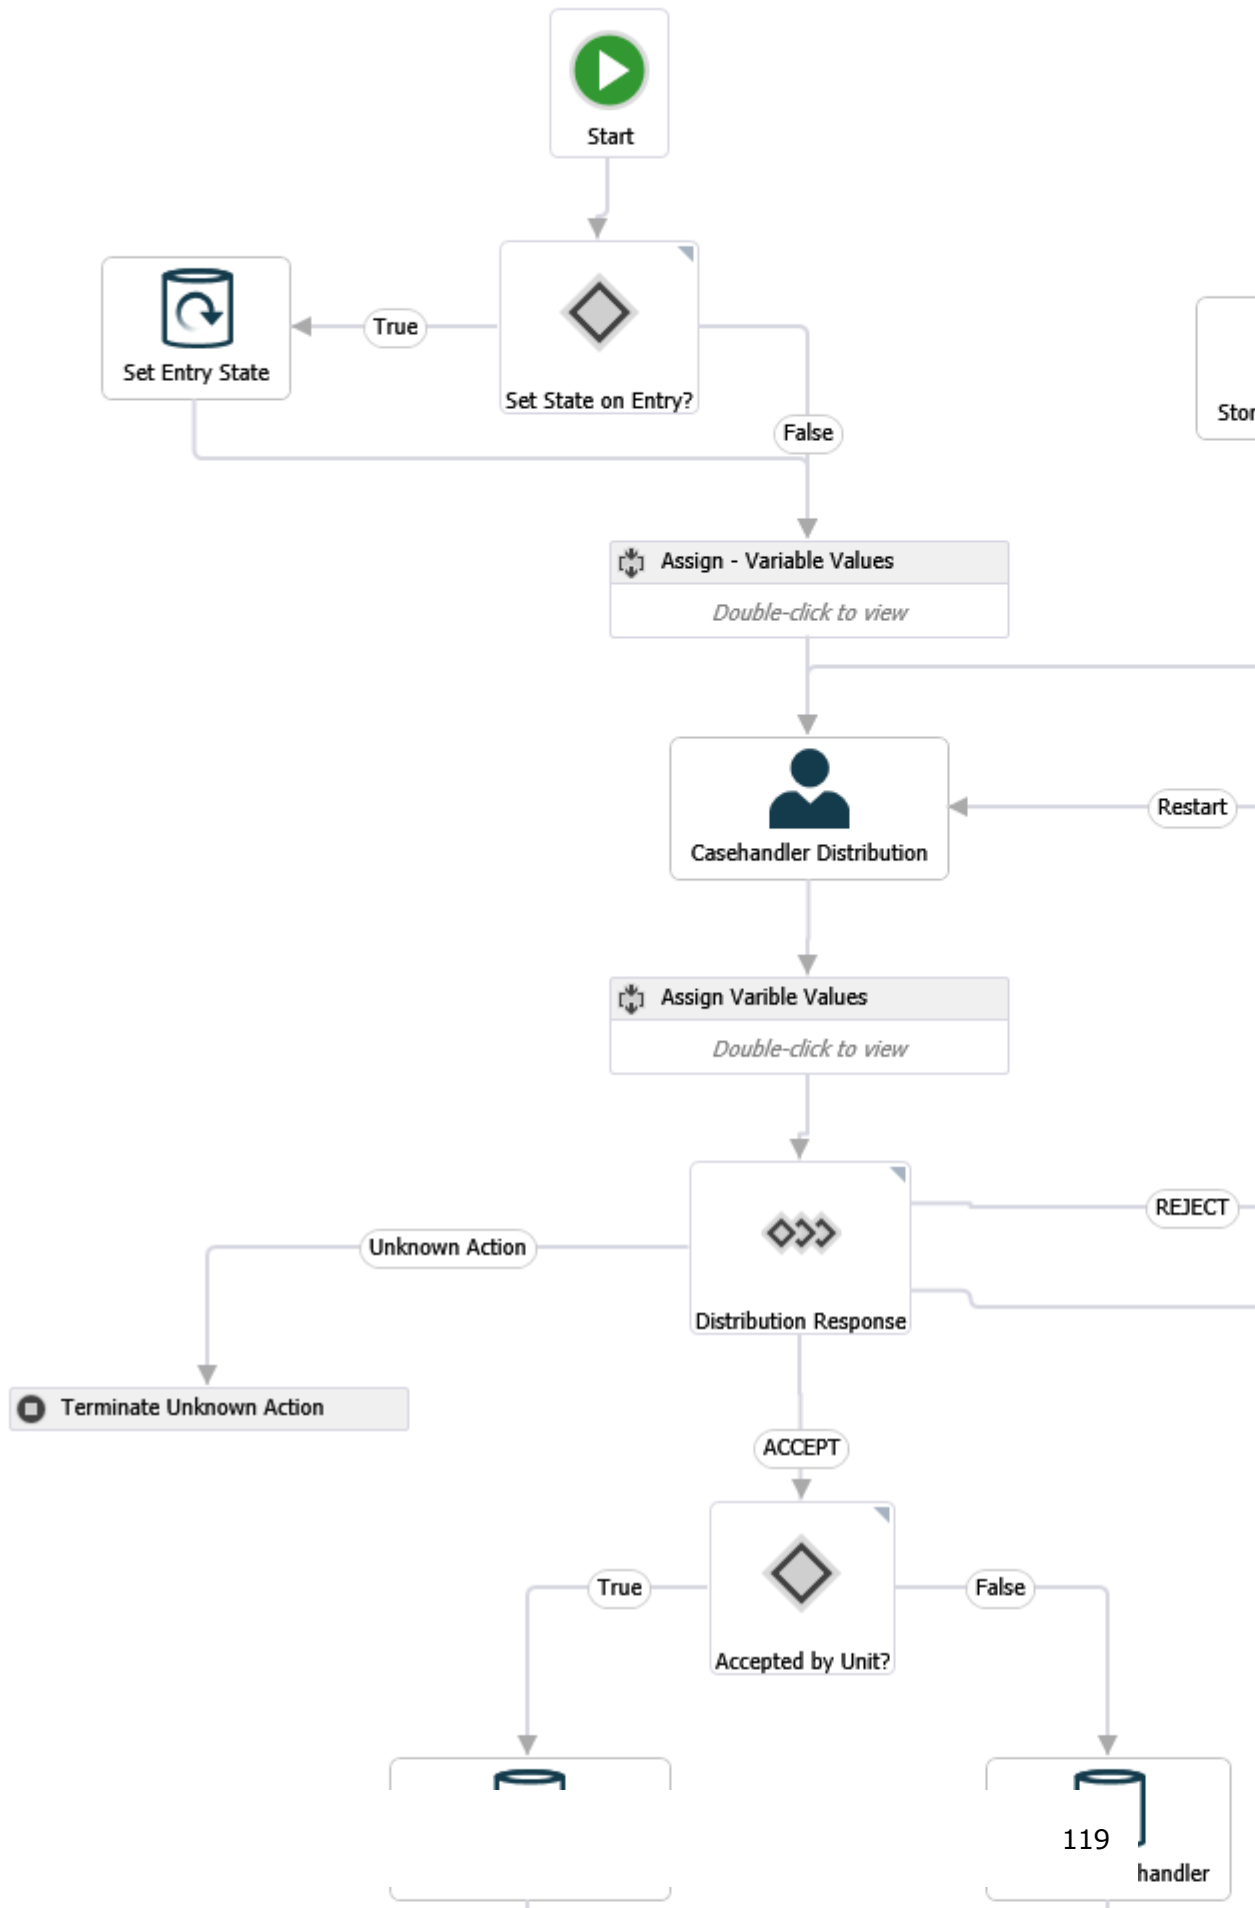 Start
True
Set Entry State
Set State on Entry?
False
Stor
Assign - Variable Values
Double-click to view
Restart
Casehandler Distribution
Assign Varible Values
Double-click to view
REJECT
Unknown Action
Distribution Response
Terminate Unknown Action
ACCEPT
True
False
Accepted by Unit?
119
handler